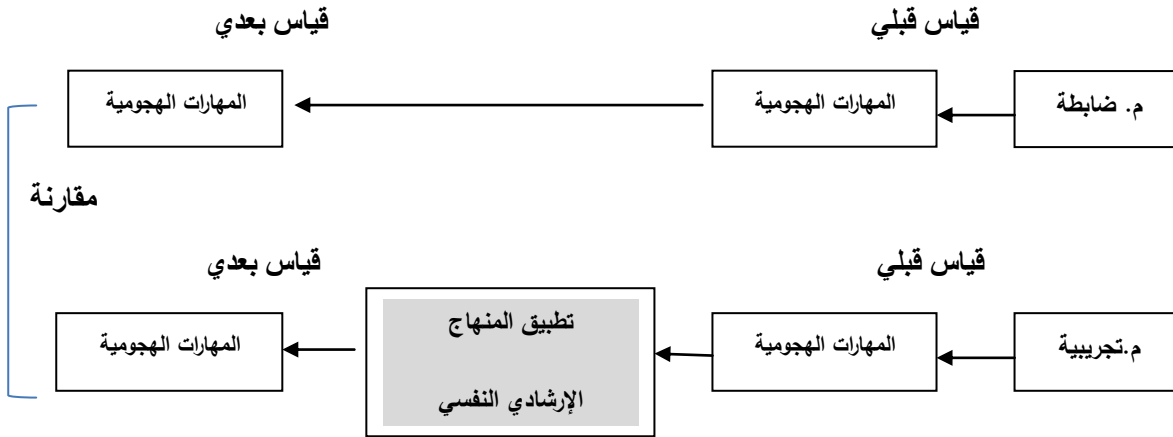 قياس قبلي
قياس بعدي
م. ضابطة
المهارات الهجومية
المهارات الهجومية
مقارنة
قياس قبلي
قياس بعدي
م.تجريبية
المهارات الهجومية
تطبيق المنهاج
الإرشادي النفسي
المهارات الهجومية